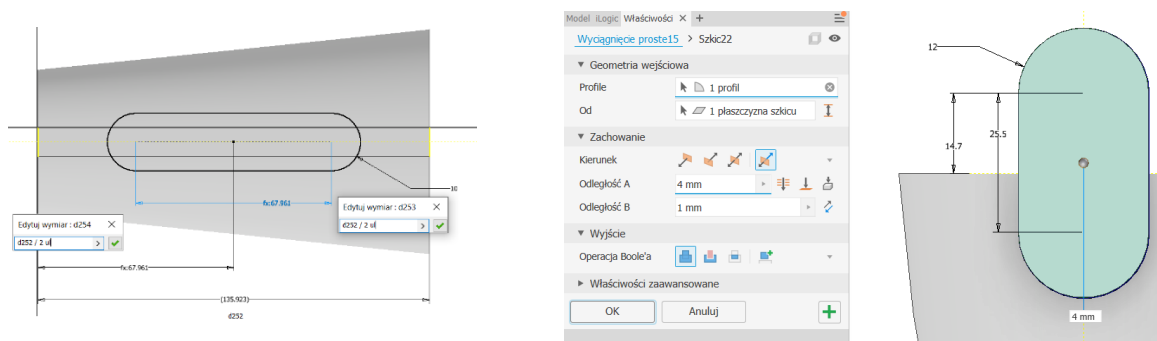 Edytuj wymiar : d254
d252 / 2 ul
Edytuj wymiar : d253
d252 / 2 ul
fx:67.961
10
fx:67.961
(135.923)
d252
Model iLogic Właściwości × +
Wyciągnięcie proste15 > Szkic22
Geometria wejściowa
Profile 1 profil
Od 1 płaszczyzna szkicu
Zachowanie
Kierunek
Odległość A 4 mm
Odległość B 1 mm
Wyjście
Operacja Boole'a
Właściwości zaawansowane
OK Anuluj
12
14.7
25.5
4 mm